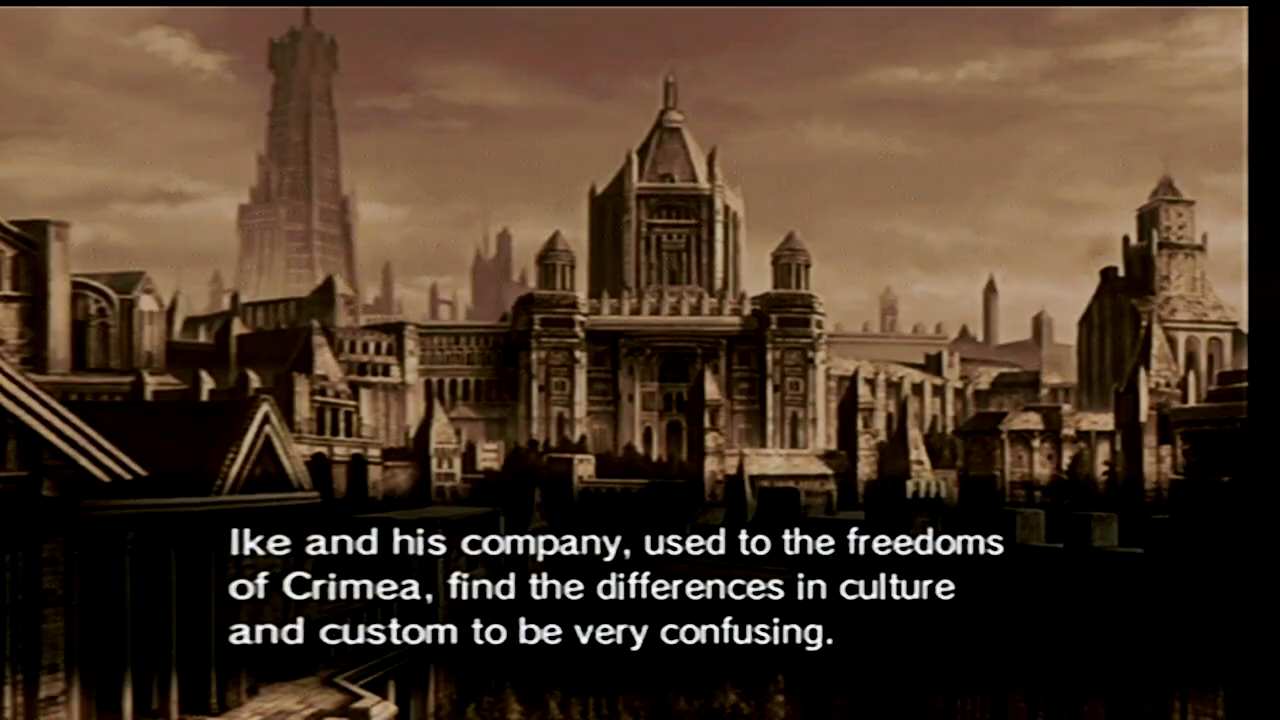 Ike and his company, used to the freedoms
of Crimea, find the differences in culture
and custom to be very confusing.